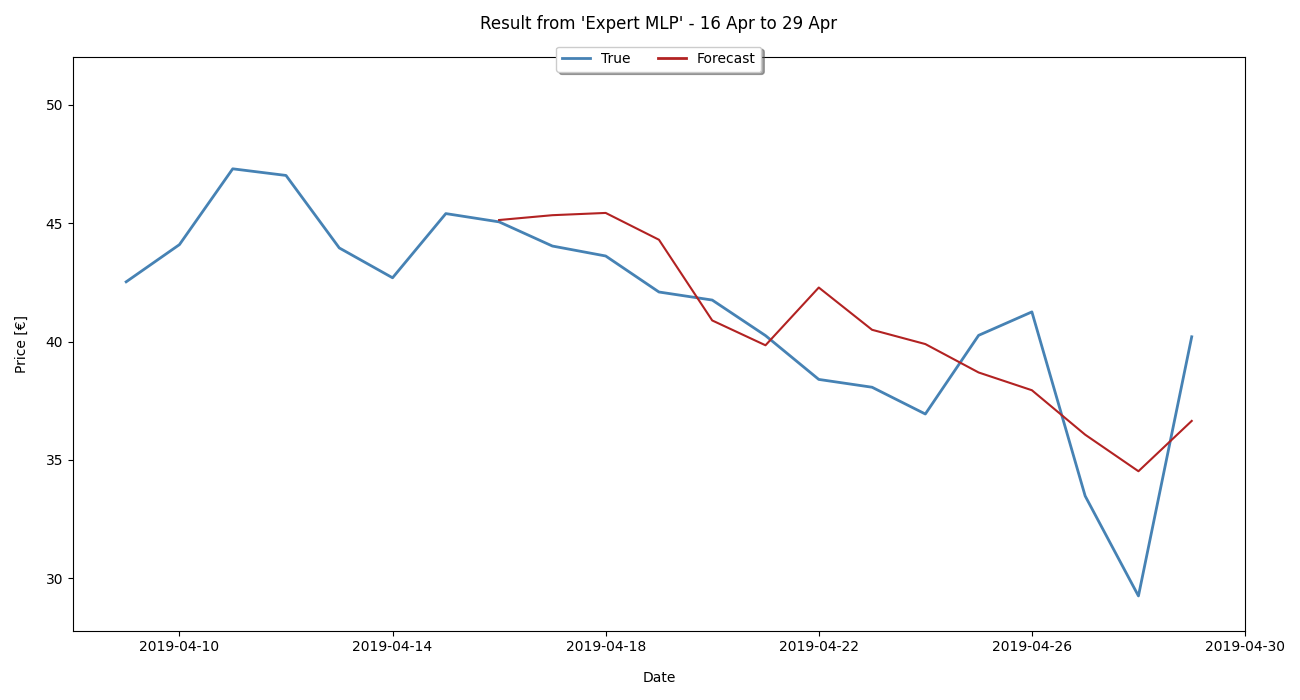 Result from 'Expert MLP' - 16 Apr to 29 Apr
True Forecast
50
45
40
35
30
Price [€]
2019-04-10 2019-04-14 2019-04-18 2019-04-22 2019-04-26 2019-04-30
Date